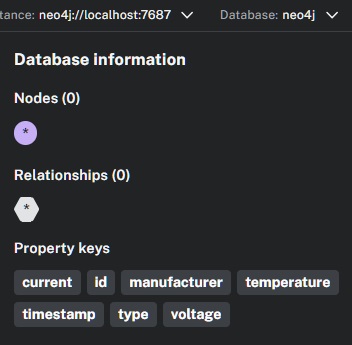 tance: neo4j://localhost:7687 Database: neo4j
Database information
Nodes (0)
*
Relationships (0)
*
Property keys
current id manufacturer temperature
timestamp type voltage